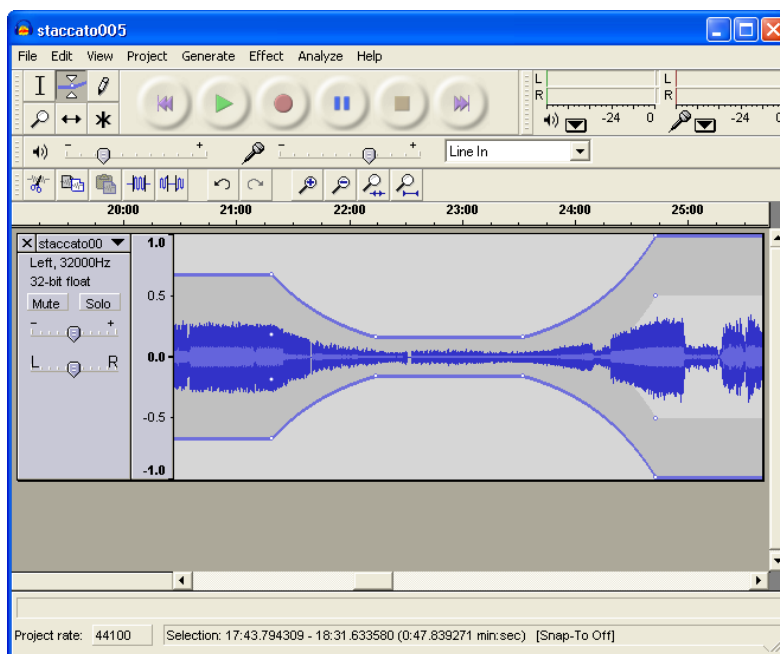 staccato005
File Edit View Project Generate Effect Analyze Help
L
R
-24 0
L
R
-24 0
- +
- +
Line In
20:00 21:00 22:00 23:00 24:00 25:00
staccato00
Left, 32000Hz
32-bit float
Mute Solo
- +
L R
1.0
0.5
0.0
-0.5
-1.0
Project rate: 44100 Selection: 17:43.794309 - 18:31.633580 (0:47.839271 min:sec) [Snap-To Off]